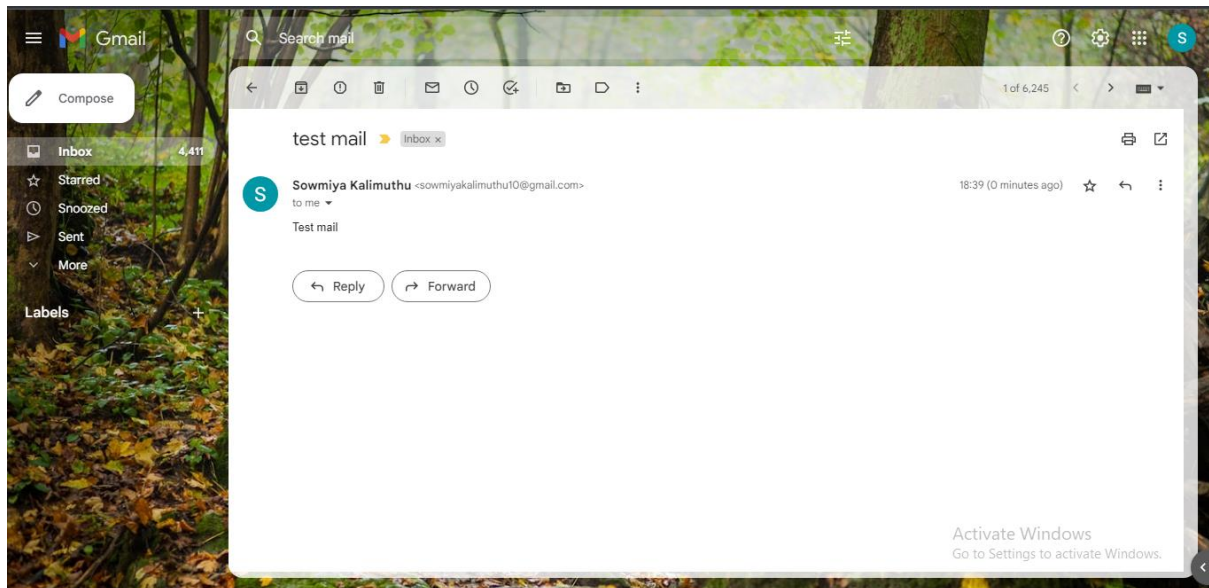 Gmail
Search mail
Compose
1 of 6,245
test mail Inbox x
Inbox 4,411
Starred
Snoozed
Sent
More
Labels
Sowmiya Kalimuthu <sowmiyakalimuthu10@gmail.com>
18:39 (0 minutes ago)
to me
Test mail
Reply
Forward
S
S
Activate Windows
Go to Settings to activate Windows.